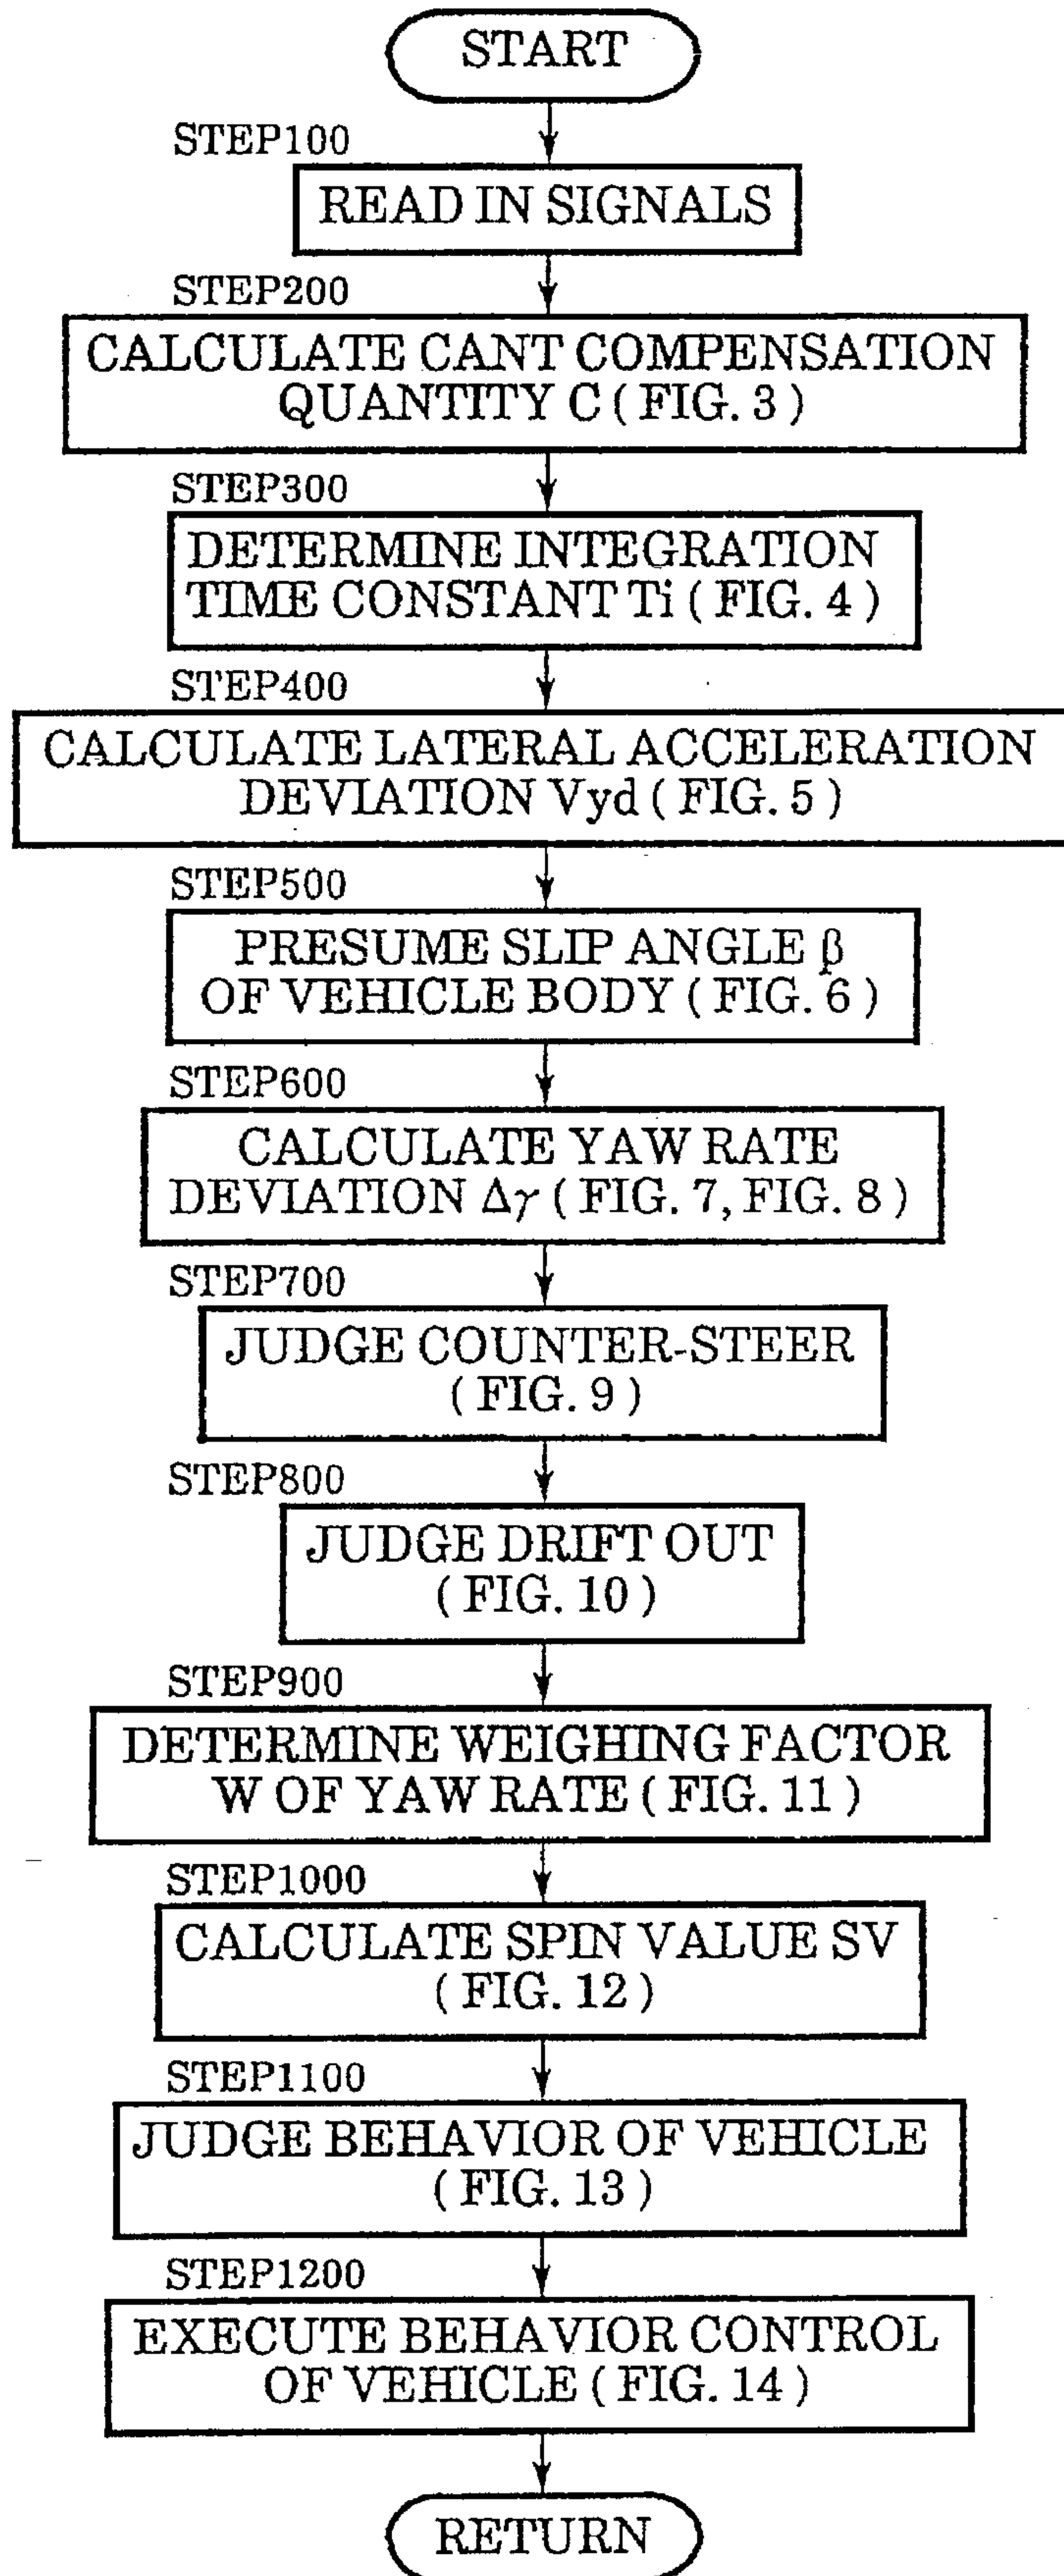 START
STEP100
READ IN SIGNALS
STEP200
CALCULATE CANT COMPENSATION
QUANTITY C ( FIG. 3 )
STEP300
DETERMINE INTEGRATION
TIME CONSTANT Ti ( FIG. 4 )
STEP400
CALCULATE LATERAL ACCELERATION
DEVIATION Vyd ( FIG. 5 )
STEP500
PRESUME SLIP ANGLE β
OF VEHICLE BODY ( FIG. 6 )
STEP600
CALCULATE YAW RATE
DEVIATION Δγ ( FIG. 7, FIG. 8 )
STEP700
JUDGE COUNTER-STEER
( FIG. 9 )
STEP800
JUDGE DRIFT OUT
( FIG. 10 )
STEP900
DETERMINE WEIGHING FACTOR
W OF YAW RATE ( FIG. 11 )
STEP1000
CALCULATE SPIN VALUE SV
( FIG. 12 )
STEP1100
JUDGE BEHAVIOR OF VEHICLE
( FIG. 13 )
STEP1200
EXECUTE BEHAVIOR CONTROL
OF VEHICLE ( FIG. 14 )
RETURN